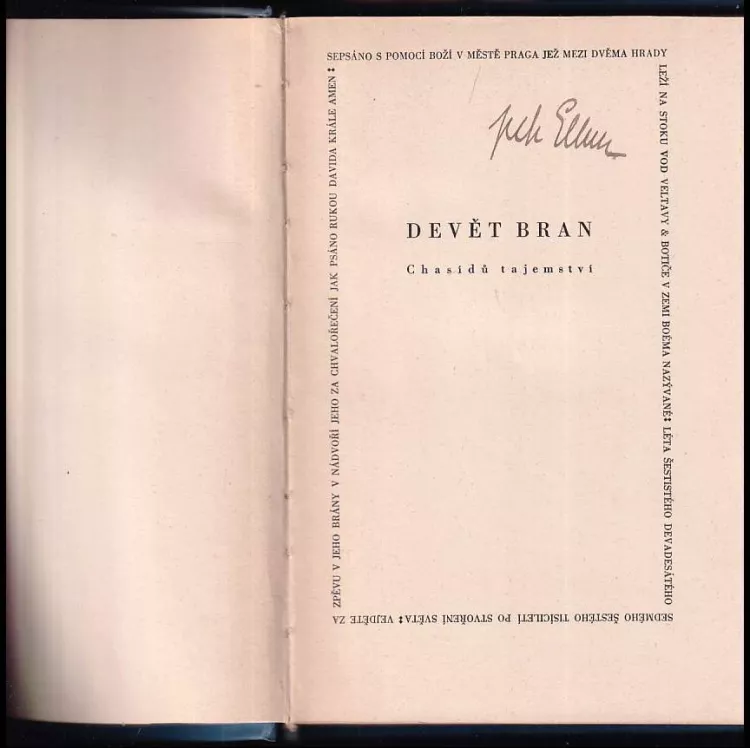 SEPSÁNO S POMOCÍ BOŽÍ V MĚSTĚ PRAGA JEŽ MEZI DVĚMA HRADY
LEŽÍ NA STOKU VOD VELTAVY & BOTIČE V ZEMI BOÉMA NAZÝVANÉ: LÉTA ŠESTISTÉHO DEVADESÁTÉHO
SEDMÉHO ŠESTÉHO TISÍCILETÍ PO STVOŘENÍ SVĚTA: VEJDĚTE ZA
ZPĚVU V JEHO BRÁNY V NÁDVOŘÍ JEHO ZA CHVALOŘEČENÍ JAK PSÁNO RUKOU DAVIDA KRÁLE AMEN:
DEVĚT BRAN
Chasidů tajemství